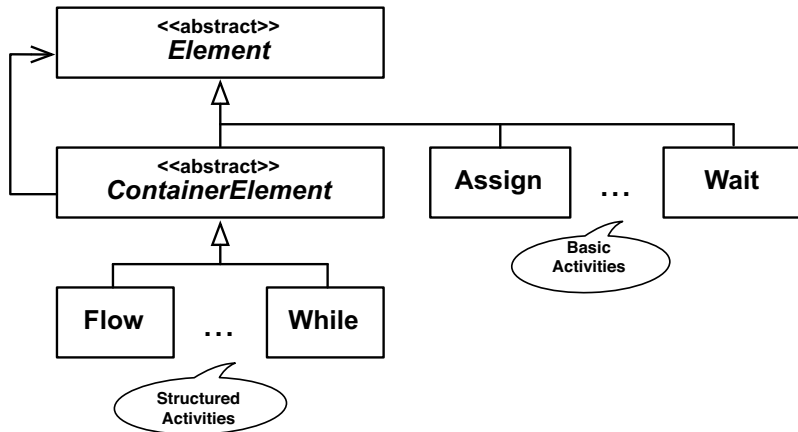 <<abstract>>
Element
<<abstract>>
ContainerElement
Assign
...
Wait
Basic
Activities
Flow
...
While
Structured
Activities